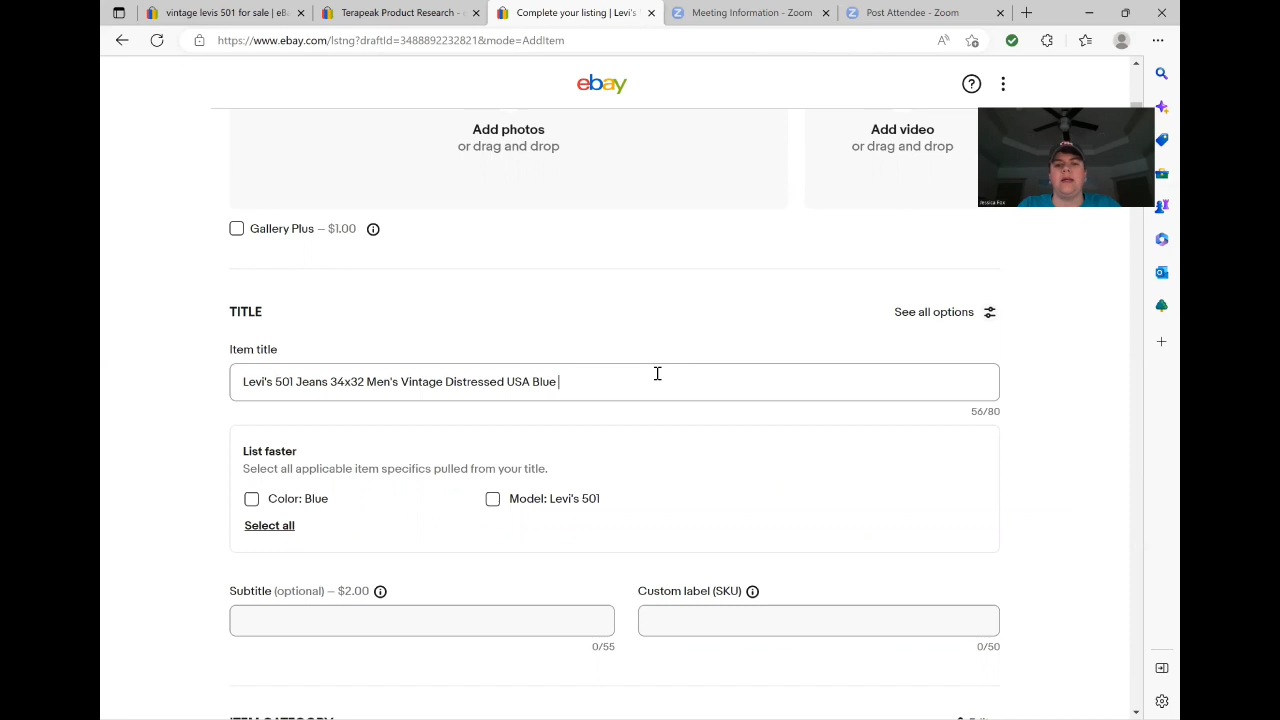 vintage levis 501 for sale | eBa
Terapeak Product Research -
Complete your listing | Levi's
Meeting Information - Zoom
Post Attendee - Zoom
https://www.ebay.com/lstng?draftId=3488892232821&mode=AddItem
ebay
Add photos
or drag and drop
Add video
or drag and drop
Jessica Fox
Gallery Plus – $1.00
TITLE
See all options
Item title
Levi's 501 Jeans 34x32 Men's Vintage Distressed USA Blue
56/80
List faster
Select all applicable item specifics pulled from your title.
Color: Blue
Model: Levi's 501
Select all
Subtitle (optional) – $2.00
Custom label (SKU)
0/55
0/50